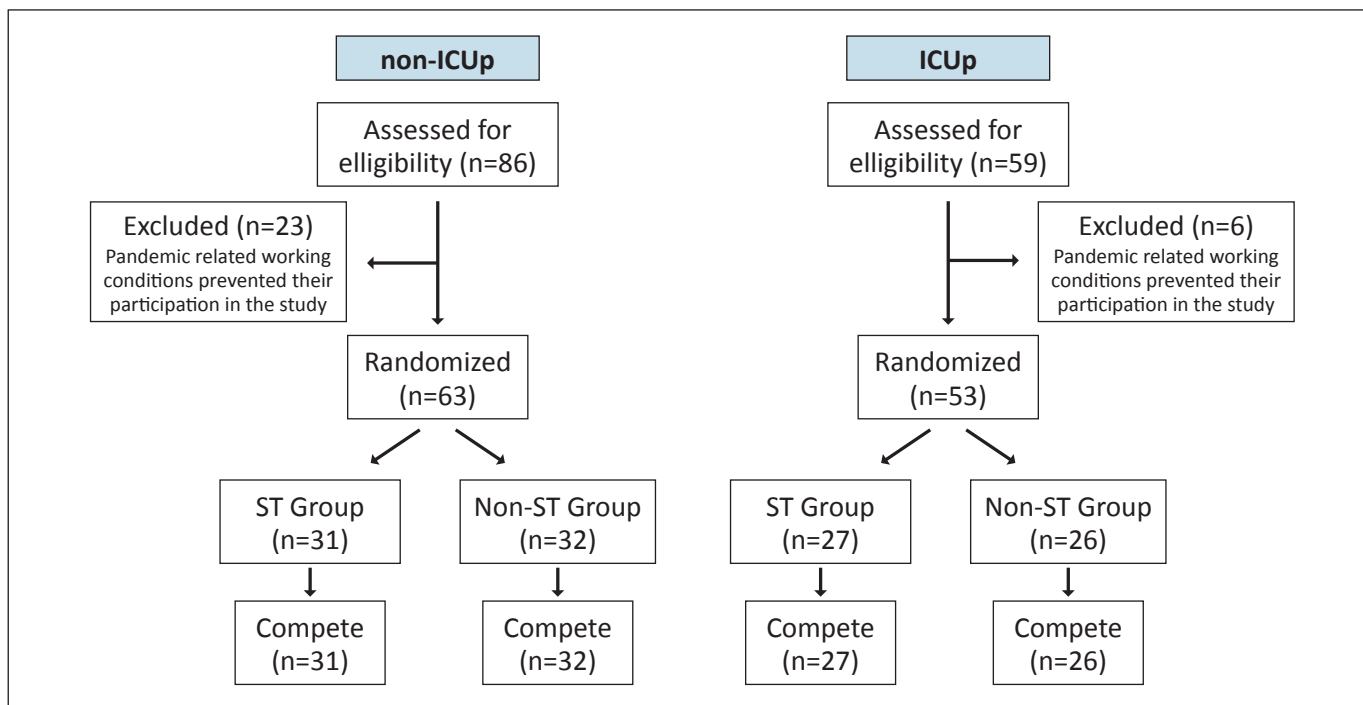 non-ICUp
Assessed for
elligibility (n=86)
Excluded (n=23)
Pandemic related working
conditions prevented their
participation in the study
Randomized
(n=63)
ST Group
(n=31)
Non-ST Group
(n=32)
Compete
(n=31)
Compete
(n=32)
ICUp
Assessed for
elligibility (n=59)
Excluded (n=6)
Pandemic related working
conditions prevented their
participation in the study
Randomized
(n=53)
ST Group
(n=27)
Non-ST Group
(n=26)
Compete
(n=27)
Compete
(n=26)